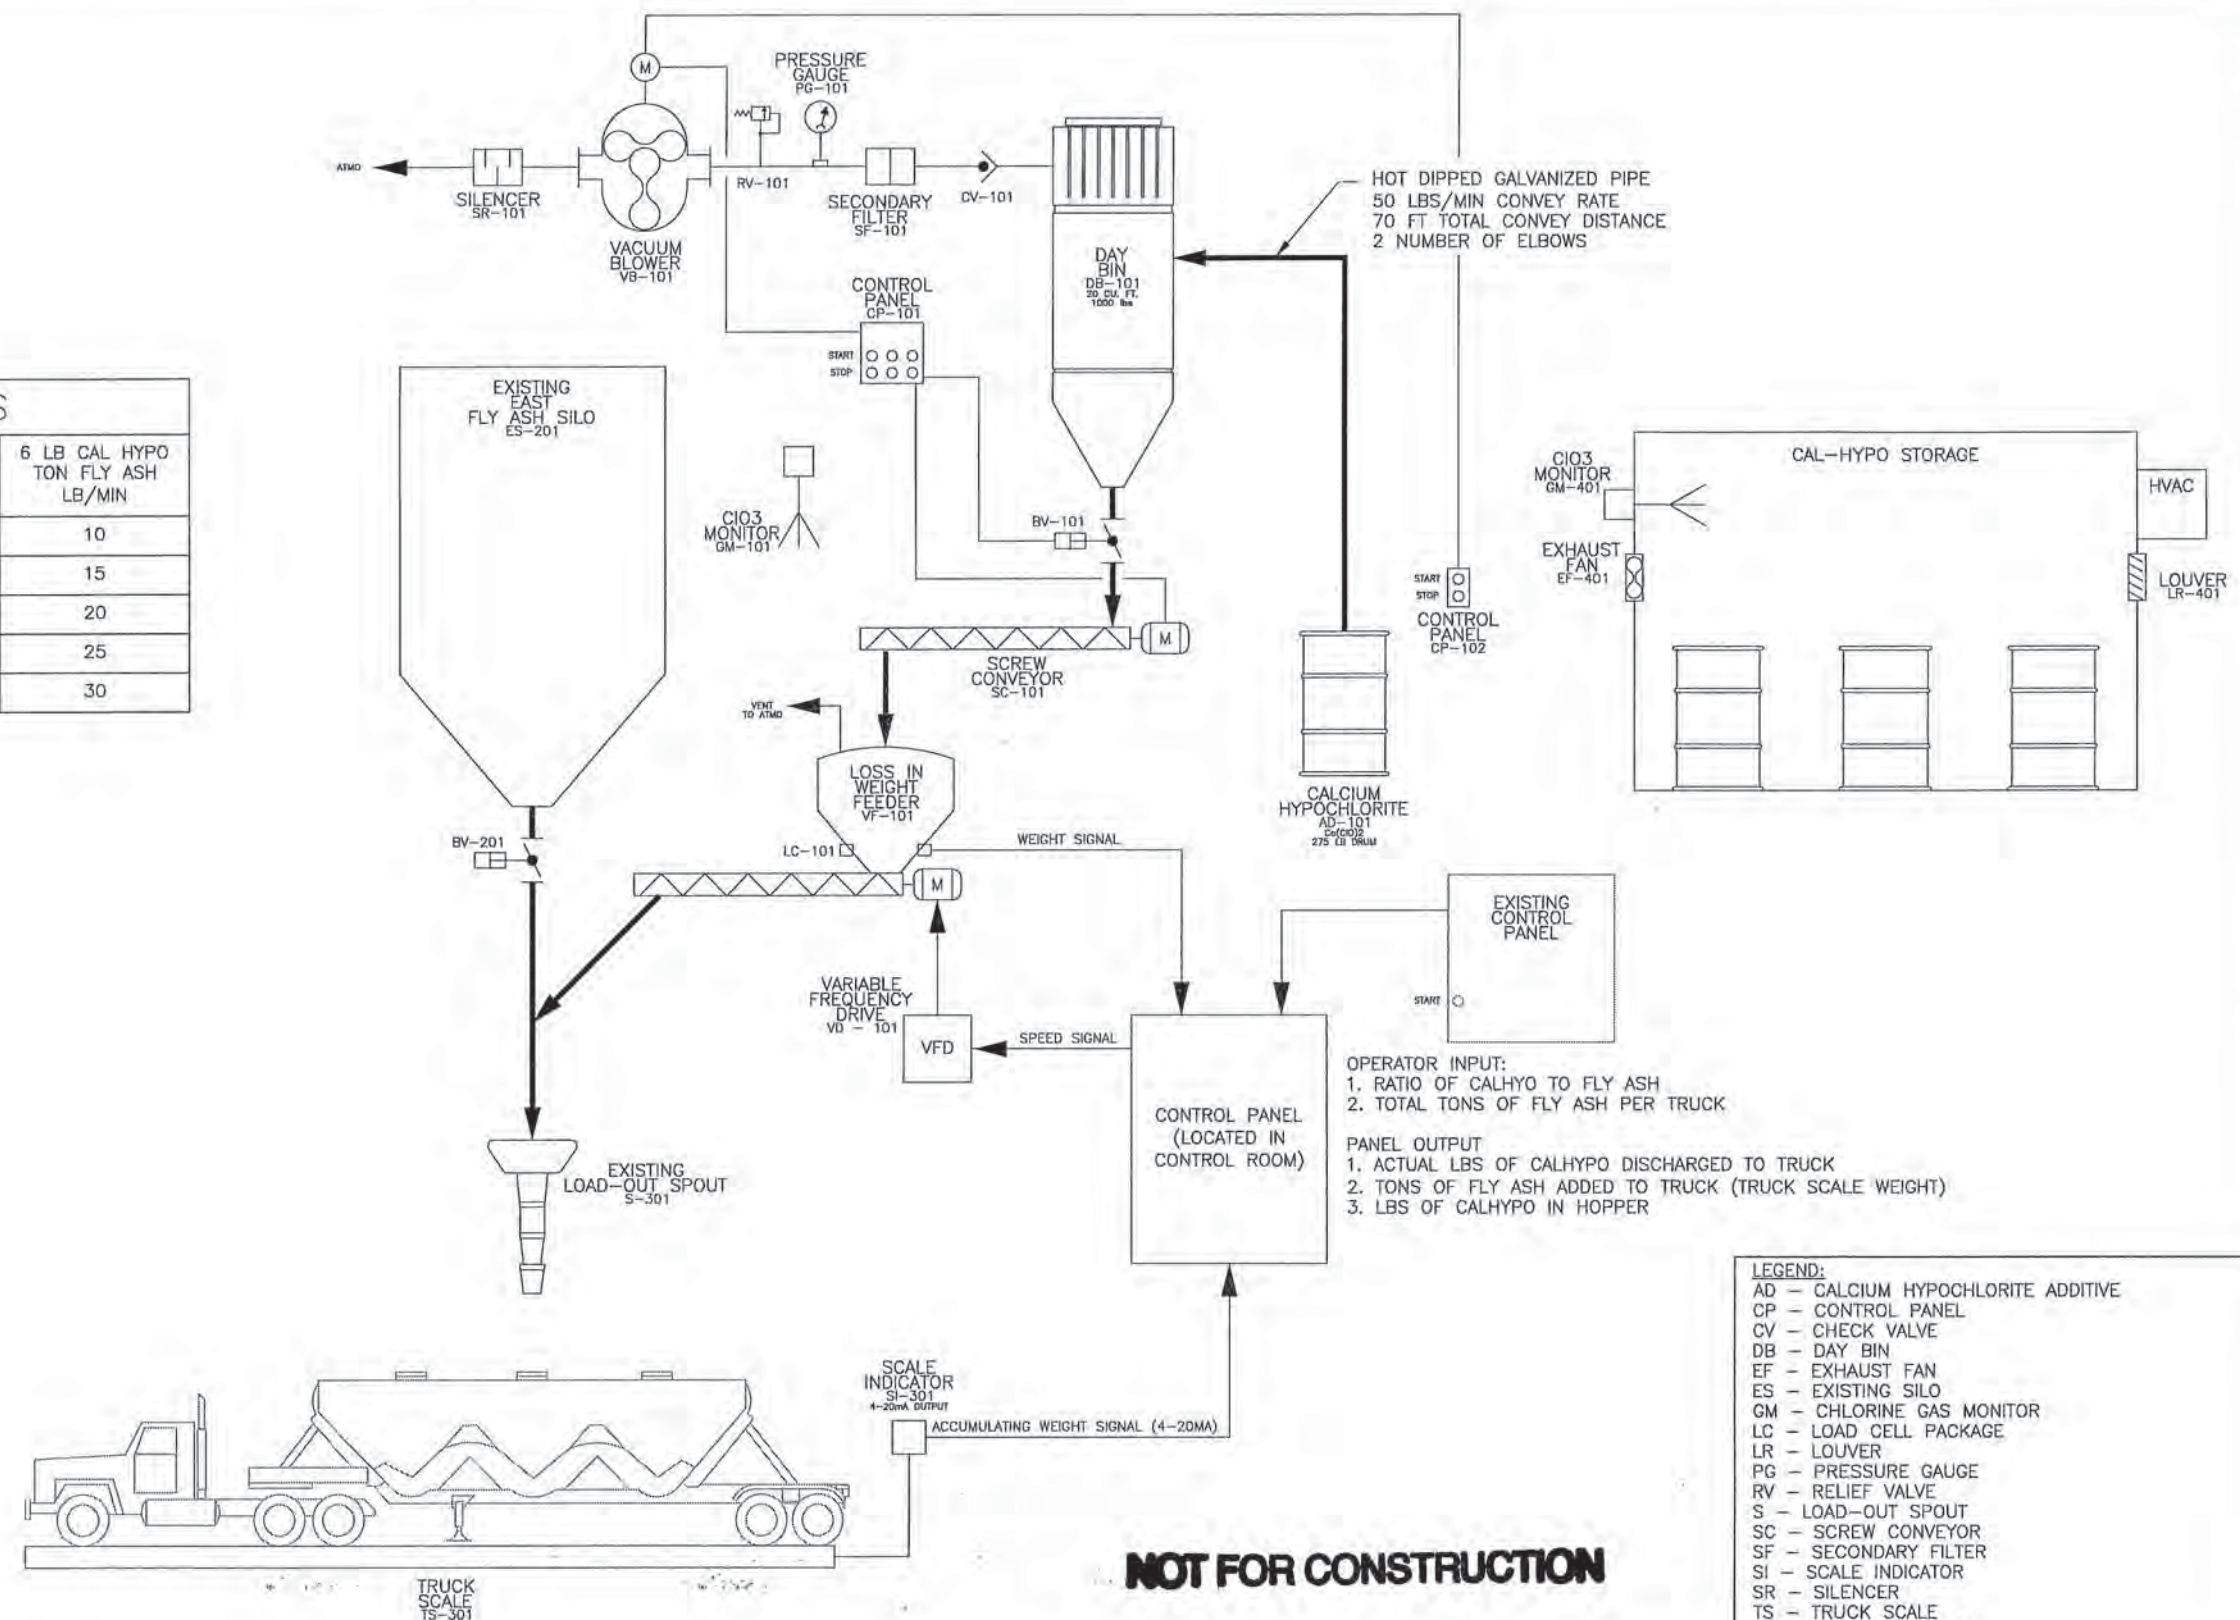 M
PRESSURE
GAUGE
PG-101
ATMO
SILENCER
SR-101
VACUUM
BLOWER
VB-101
RV-101
SECONDARY
FILTER
SF-101
CV-101
DAY
BIN
DB-101
20 CU. FT.
1000 lbs
HOT DIPPED GALVANIZED PIPE
50 LBS/MIN CONVEY RATE
70 FT TOTAL CONVEY DISTANCE
2 NUMBER OF ELBOWS
CONTROL
PANEL
CP-101
START
STOP
S
6 LB CAL HYPO
TON FLY ASH
LB/MIN
10
15
20
25
30
EXISTING
EAST
FLY ASH SILO
ES-201
ClO3
MONITOR
GM-101
BV-101
M
SCREW
CONVEYOR
SC-101
START
STOP
CONTROL
PANEL
CP-102
ClO3
MONITOR
GM-401
EXHAUST
FAN
EF-401
CAL-HYPO STORAGE
HVAC
LOUVER
LR-401
VENT
TO ATMO
LOSS IN
WEIGHT
FEEDER
VF-101
LC-101
WEIGHT SIGNAL
CALCIUM
HYPOCHLORITE
AD-101
Ca(ClO)2
275 LB DRUM
BV-201
M
EXISTING
CONTROL
PANEL
START
VARIABLE
FREQUENCY
DRIVE
VD - 101
VFD
SPEED SIGNAL
CONTROL PANEL
(LOCATED IN
CONTROL ROOM)
OPERATOR INPUT:
1. RATIO OF CALHYO TO FLY ASH
2. TOTAL TONS OF FLY ASH PER TRUCK
PANEL OUTPUT
1. ACTUAL LBS OF CALHYPO DISCHARGED TO TRUCK
2. TONS OF FLY ASH ADDED TO TRUCK (TRUCK SCALE WEIGHT)
3. LBS OF CALHYPO IN HOPPER
EXISTING
LOAD-OUT SPOUT
S-301
SCALE
INDICATOR
SI-301
4-20mA OUTPUT
ACCUMULATING WEIGHT SIGNAL (4-20MA)
TRUCK
SCALE
TS-301
NOT FOR CONSTRUCTION
LEGEND:
AD - CALCIUM HYPOCHLORITE ADDITIVE
CP - CONTROL PANEL
CV - CHECK VALVE
DB - DAY BIN
EF - EXHAUST FAN
ES - EXISTING SILO
GM - CHLORINE GAS MONITOR
LC - LOAD CELL PACKAGE
LR - LOUVER
PG - PRESSURE GAUGE
RV - RELIEF VALVE
S - LOAD-OUT SPOUT
SC - SCREW CONVEYOR
SF - SECONDARY FILTER
SI - SCALE INDICATOR
SR - SILENCER
TS - TRUCK SCALE